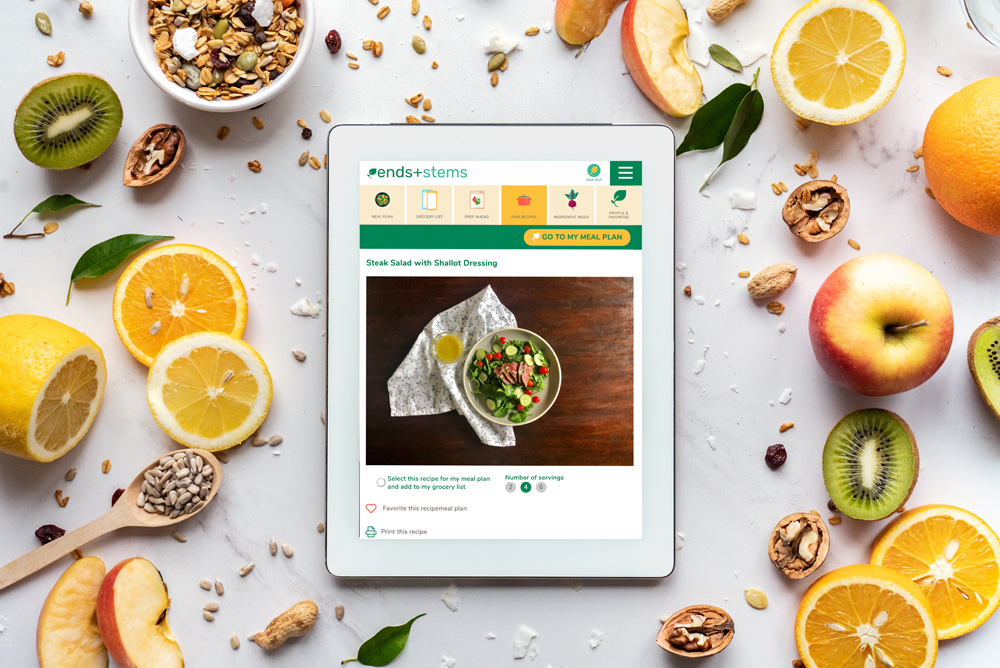 ends+stems
SIGN OUT
MEAL PLAN
GROCERY LIST
PREP AHEAD
FIND RECIPES
INGREDIENT INDEX
PROFILE &
FAVORITES
GO TO MY MEAL PLAN
Steak Salad with Shallot Dressing
Select this recipe for my meal plan
and add to my grocery list
Number of servings
2 4 6
Favorite this recipemeal plan
Print this recipe